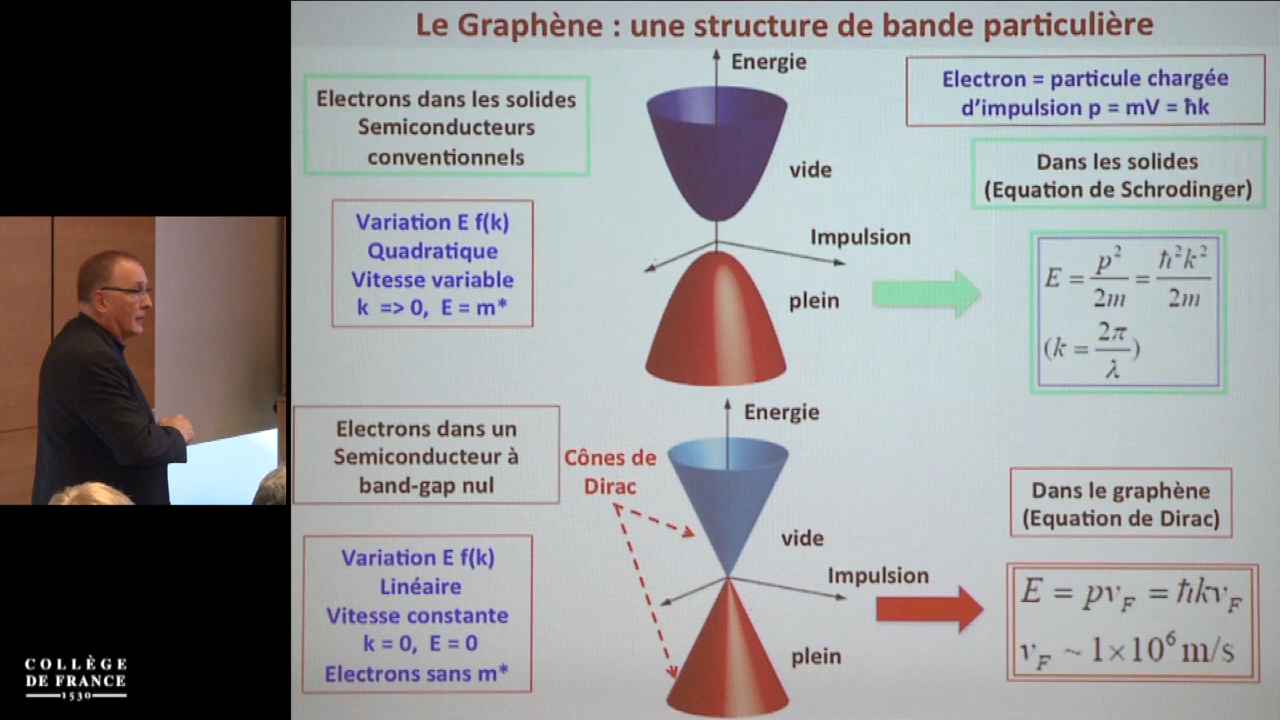 Le Graphène : une structure de bande particulière
Electrons dans les solides
Semiconducteurs
conventionnels
Variation E f(k)
Quadratique
Vitesse variable
k => 0, E = m*
Energie
vide
Impulsion
plein
Electron = particule chargée
d'impulsion p = mV = ħk
Dans les solides
(Equation de Schrodinger)
E = p²/2m = ħ²k²/2m
(k = 2π/λ)
Electrons dans un
Semiconducteur à
band-gap nul
Variation E f(k)
Linéaire
Vitesse constante
k = 0, E = 0
Electrons sans m*
Cônes de
Dirac
Energie
vide
Impulsion
plein
Dans le graphène
(Equation de Dirac)
E = pv_F = ħkv_F
v_F ~ 1×10⁶ m/s
COLLÈGE
DE FRANCE
1530